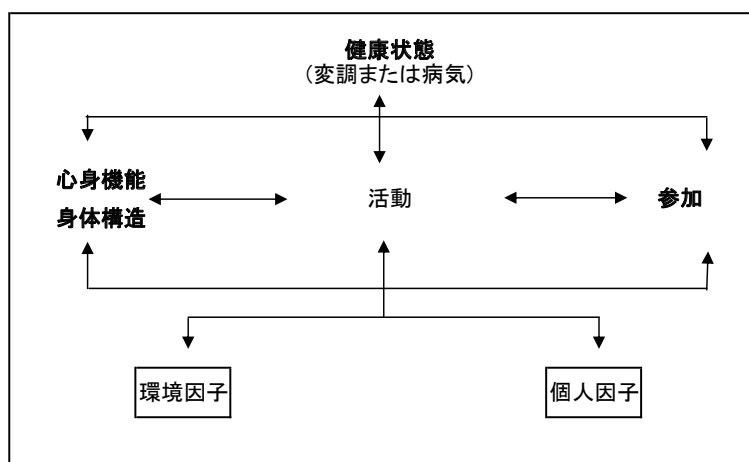 健康状態
（変調または病気）
心身機能
身体構造
活動
参加
環境因子
個人因子